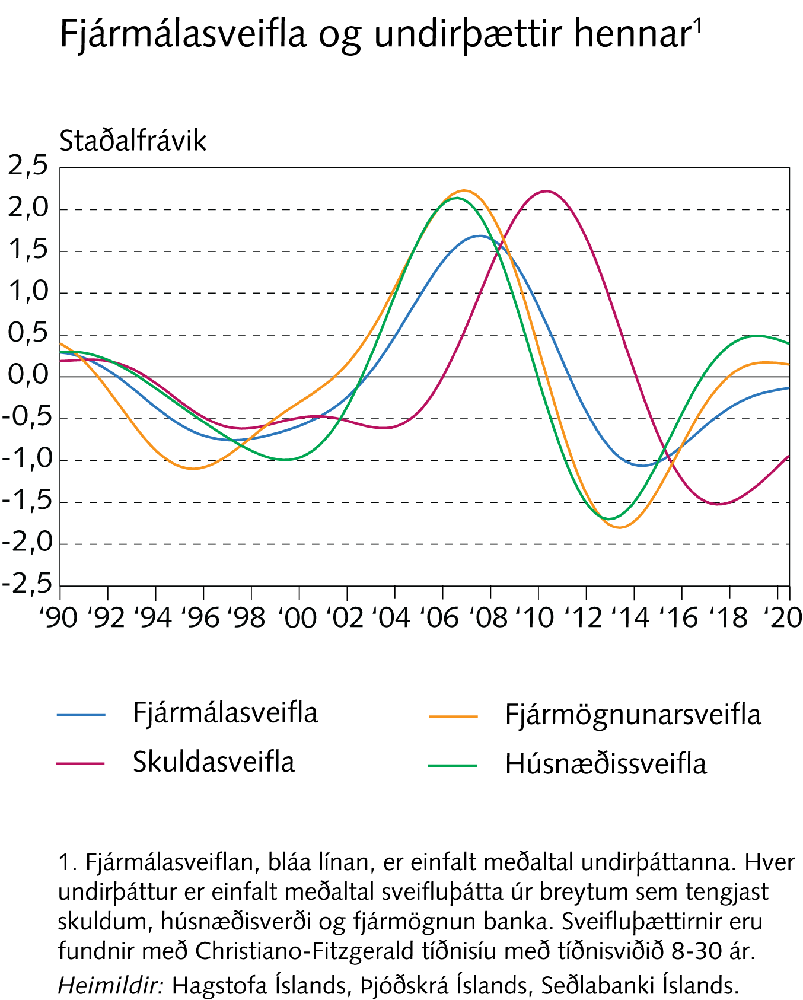 Fjármálasveifla og undirþættir hennar¹
Staðalfrávik
2,5
2,0
1,5
1,0
0,5
0,0
-0,5
-1,0
-1,5
-2,0
-2,5
‘90 ‘92 ‘94 ‘96 ‘98 ‘00 ‘02 ‘04 ‘06 ‘08 ‘10 ‘12 ‘14 ‘16 ‘18 ‘20
Fjármálasveifla
Fjármögnunarsveifla
Skuldasveifla
Húsnæðissveifla
1. Fjármálasveiflan, bláa línan, er einfalt meðaltal undirþáttanna. Hver
undirþáttur er einfalt meðaltal sveifluþátta úr breytum sem tengjast
skuldum, húsnæðisverði og fjármögnun banka. Sveifluþættirnir eru
fundnir með Christiano-Fitzgerald tíðnisíu með tíðnisviðið 8-30 ár.
Heimildir: Hagstofa Íslands, Þjóðskrá Íslands, Seðlabanki Íslands.